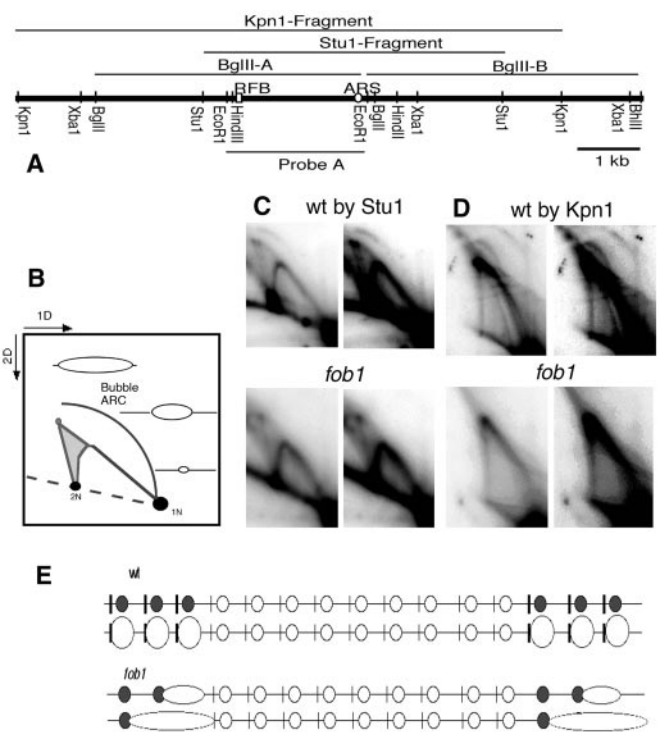 Kpn1-Fragment
Stu1-Fragment
BglII-A
BglII-B
RFB
ARS
Kpn1
Xba1
BglII
Stu1
EcoR1
HindIII
EcoR1
BglII
HindII
Xba1
Stu1
Kpn1
Xba1
BhlII
A
Probe A
1 kb
C
wt by Stu1
D
wt by Kpn1
B
1D
2D
Bubble
ARC
2N
1N
fob1
fob1
E
wt
fob1